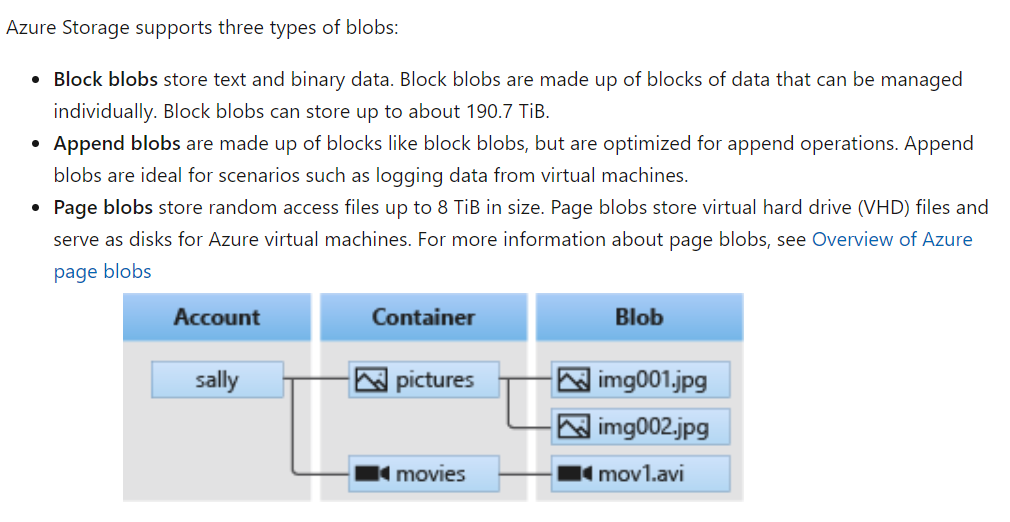 Azure Storage supports three types of blobs:
• Block blobs store text and binary data. Block blobs are made up of blocks of data that can be managed
individually. Block blobs can store up to about 190.7 TiB.
• Append blobs are made up of blocks like block blobs, but are optimized for append operations. Append
blobs are ideal for scenarios such as logging data from virtual machines.
• Page blobs store random access files up to 8 TiB in size. Page blobs store virtual hard drive (VHD) files and
serve as disks for Azure virtual machines. For more information about page blobs, see Overview of Azure
page blobs
Account Container Blob
sally pictures img001.jpg
img002.jpg
movies mov1.avi